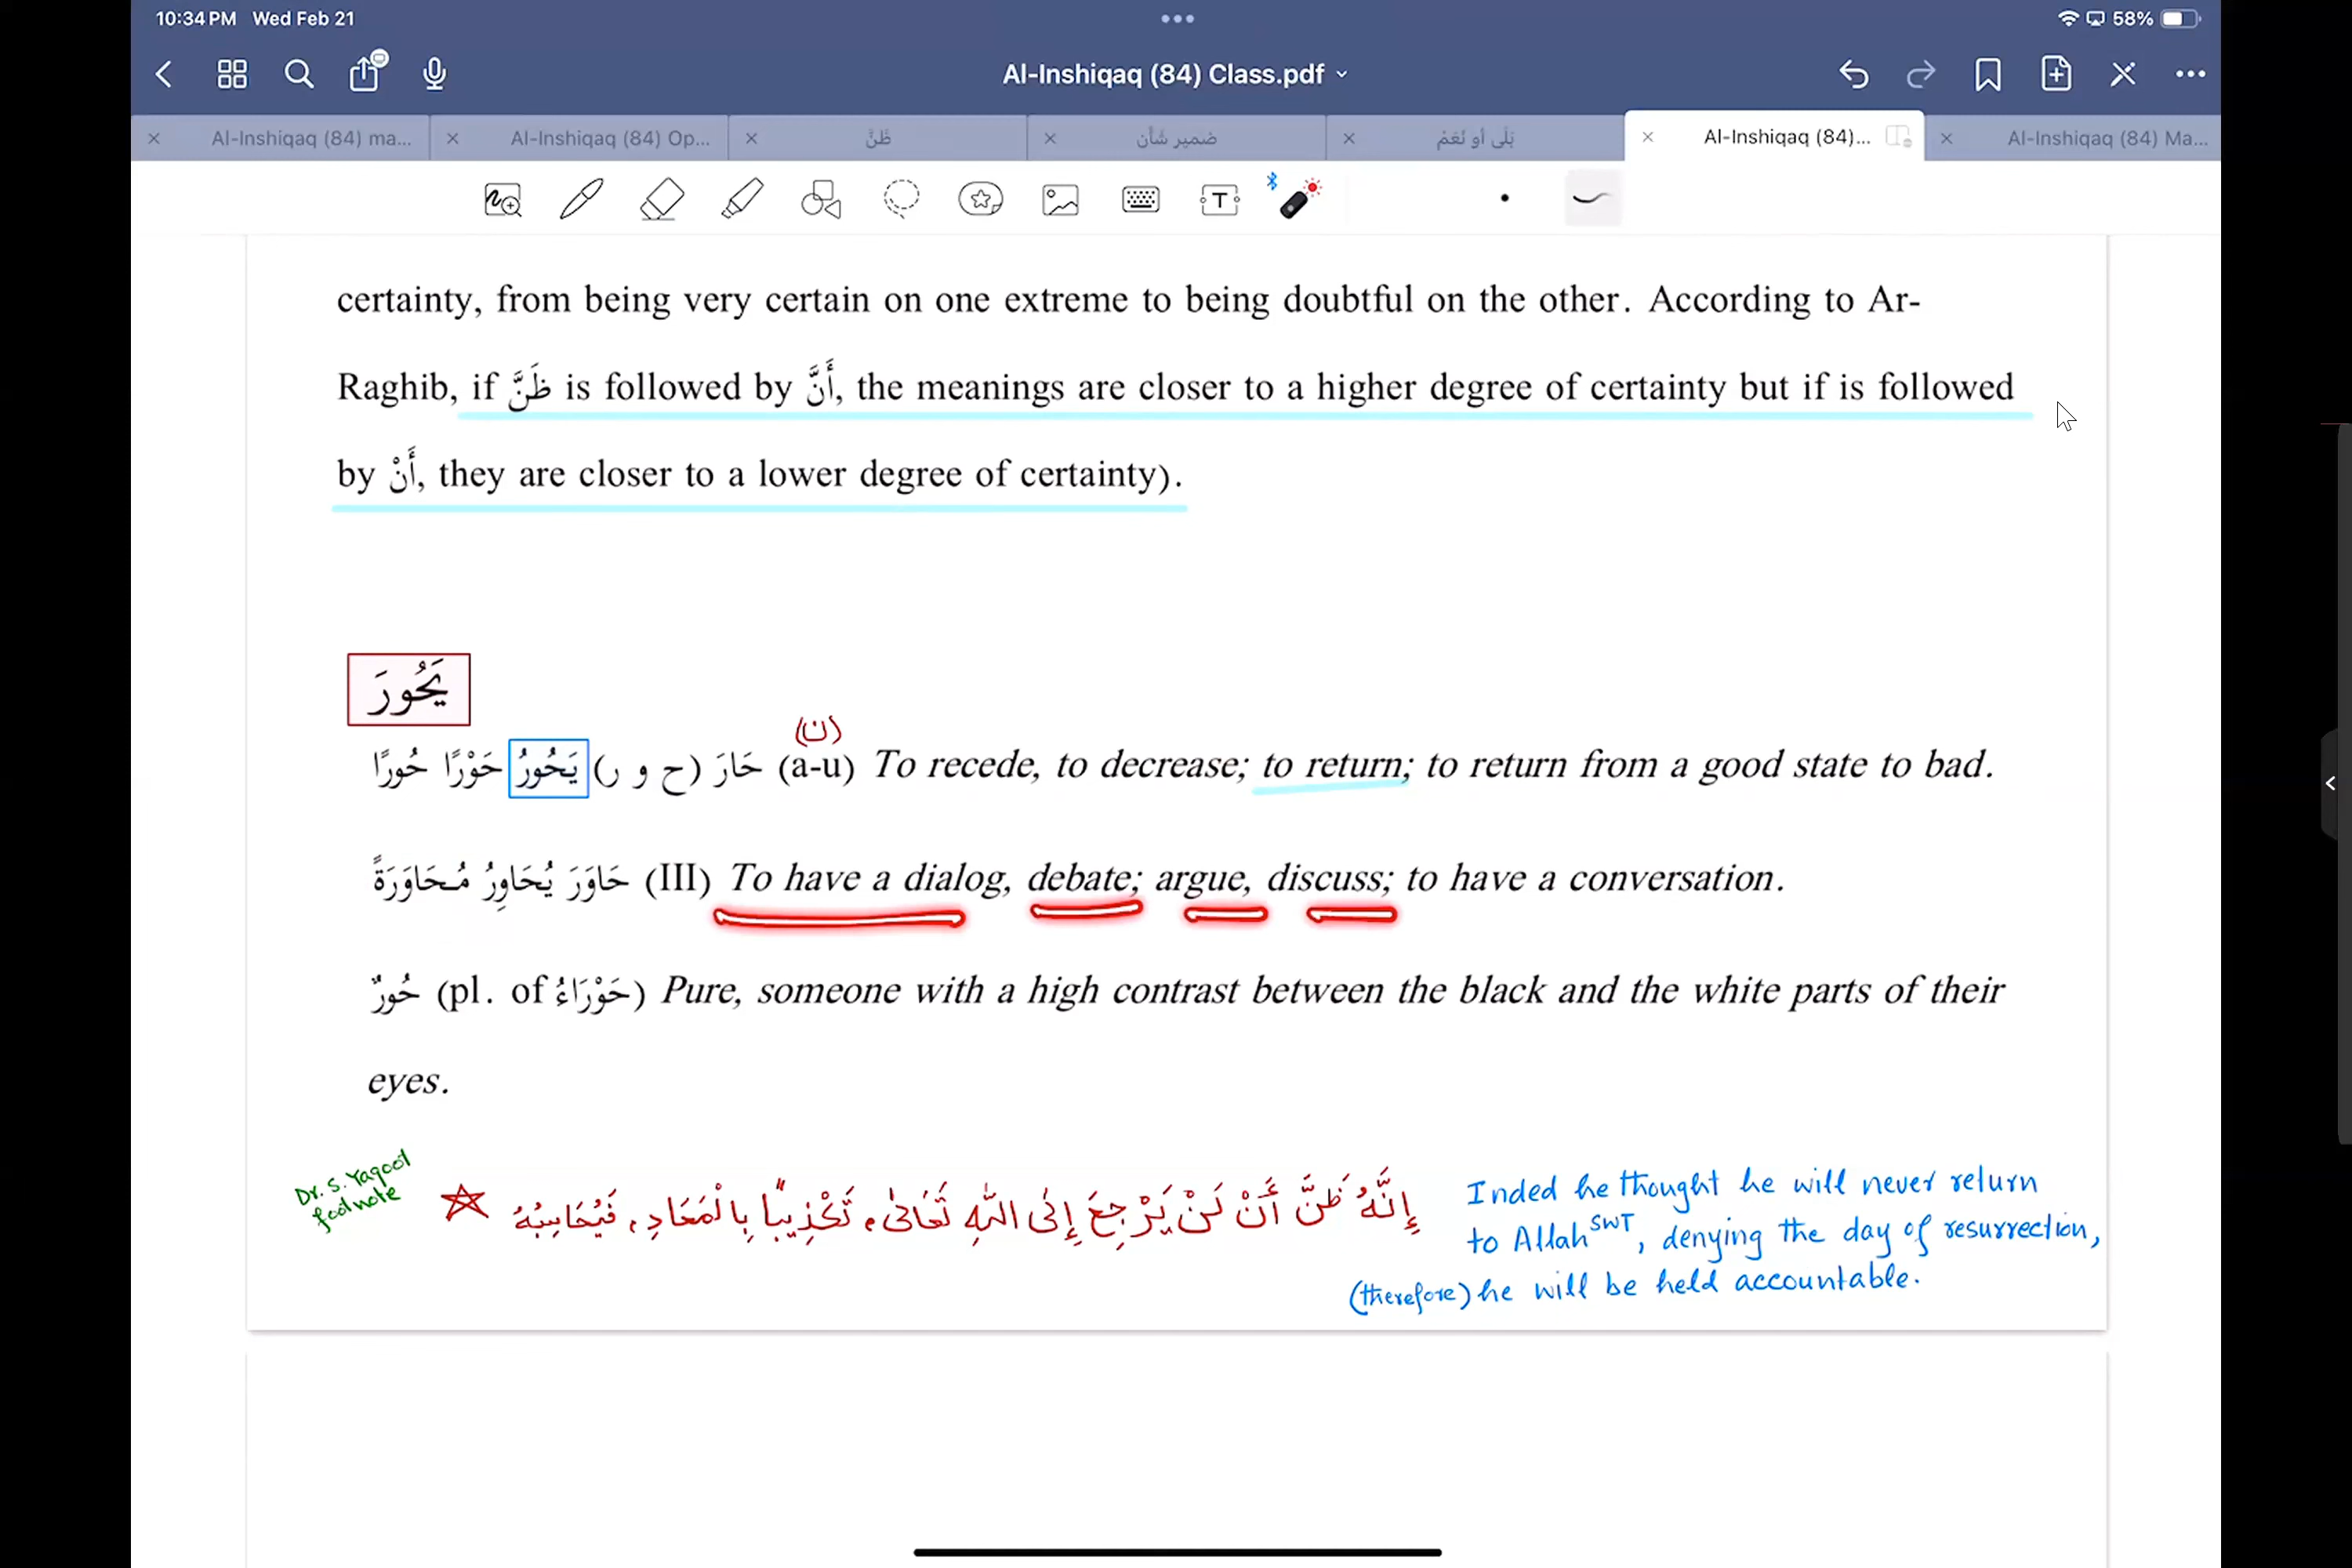 10:34 PM Wed Feb 21
58%
Al-Inshiqaq (84) Class.pdf
Al-Inshiqaq (84) ma...
Al-Inshiqaq (84) Op...
ظَنَّ
ضمير شَأْن
بَلَى أو نَعَمْ
Al-Inshiqaq (84)...
Al-Inshiqaq (84) Ma...
certainty, from being very certain on one extreme to being doubtful on the other. According to Ar-
Raghib, if ظَنَّ is followed by أَنَّ, the meanings are closer to a higher degree of certainty but if is followed
by أَنْ, they are closer to a lower degree of certainty).
يَحُورَ
(ن)
حَارَ (ح و ر) يَحُورُ حَوْرًا حُورًا (a-u) To recede, to decrease; to return; to return from a good state to bad.
حَاوَرَ يُحَاوِرُ مُحَاوَرَةً (III) To have a dialog, debate; argue, discuss; to have a conversation.
حُورٌ (pl. of حَوْرَاءُ) Pure, someone with a high contrast between the black and the white parts of their
eyes.
Dr. S. Yaqoot
footnote
إِنَّهُ ظَنَّ أَنْ لَنْ يَرْجِعَ إِلَى اللهِ تَعَالَى، تَكْذِيبًا بِالْمَعَادِ، فَيُحَاسِبُهُ
Inded he thought he will never return
to Allah SWT, denying the day of resurrection,
(therefore) he will be held accountable.